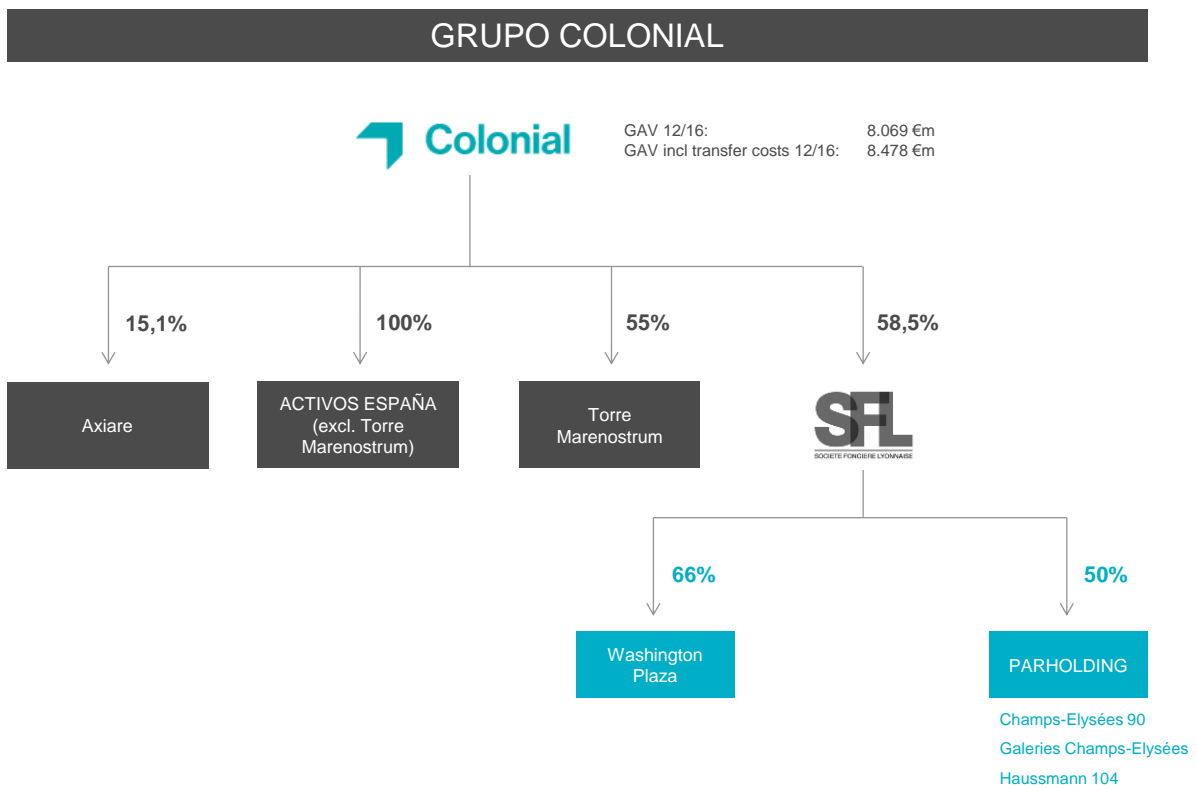 GRUPO COLONIAL
Colonial
GAV 12/16: 8.069 €m
GAV incl transfer costs 12/16: 8.478 €m
15,1%
100%
55%
58,5%
Axiare
ACTIVOS ESPAÑA
(excl. Torre
Marenostrum)
Torre
Marenostrum
SFL
SOCIETE FONCIERE LYONNAISE
66%
50%
Washington
Plaza
PARHOLDING
Champs-Elysées 90
Galeries Champs-Elysées
Haussmann 104